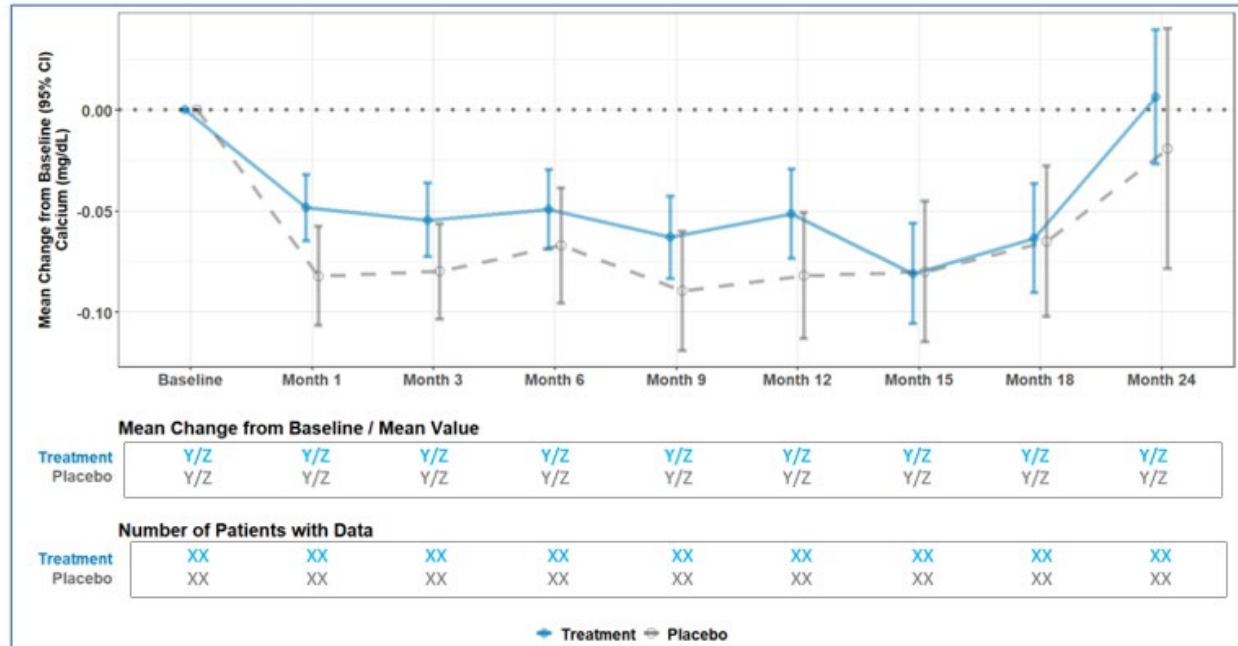 Mean Change from Baseline (95% CI)
Calcium (mg/dL)
0.00
-0.05
-0.10
Baseline Month 1 Month 3 Month 6 Month 9 Month 12 Month 15 Month 18 Month 24
Mean Change from Baseline / Mean Value
Treatment Y/Z Y/Z Y/Z Y/Z Y/Z Y/Z Y/Z Y/Z Y/Z
Placebo Y/Z Y/Z Y/Z Y/Z Y/Z Y/Z Y/Z Y/Z Y/Z
Number of Patients with Data
Treatment XX XX XX XX XX XX XX XX XX
Placebo XX XX XX XX XX XX XX XX XX
Treatment Placebo